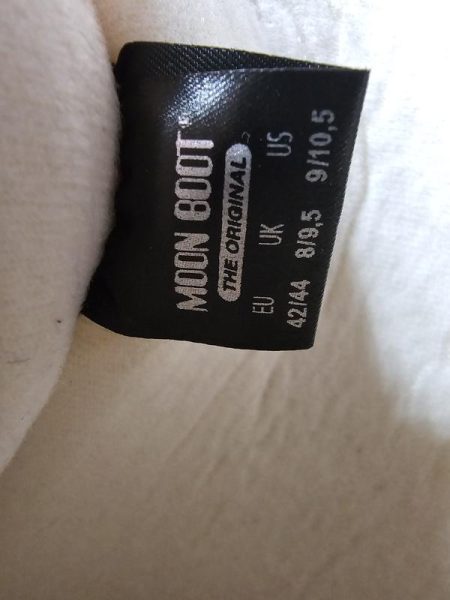 MOON BOOT®
THE ORIGINAL
EU UK US
42/44 8/9,5 9/10,5